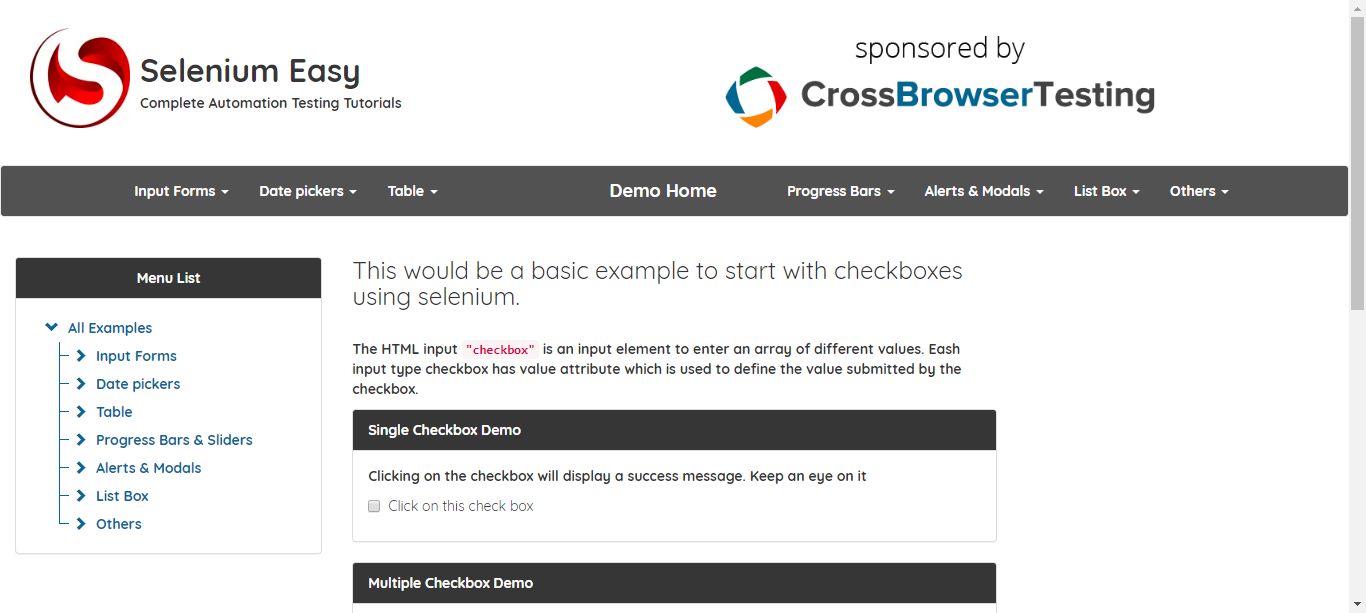 Selenium Easy
Complete Automation Testing Tutorials
sponsored by
CrossBrowserTesting
Input Forms Date pickers Table Demo Home Progress Bars Alerts & Modals List Box Others
Menu List
All Examples
Input Forms
Date pickers
Table
Progress Bars & Sliders
Alerts & Modals
List Box
Others
This would be a basic example to start with checkboxes
using selenium.
The HTML input "checkbox" is an input element to enter an array of different values. Eash
input type checkbox has value attribute which is used to define the value submitted by the
checkbox.
Single Checkbox Demo
Clicking on the checkbox will display a success message. Keep an eye on it
Click on this check box
Multiple Checkbox Demo